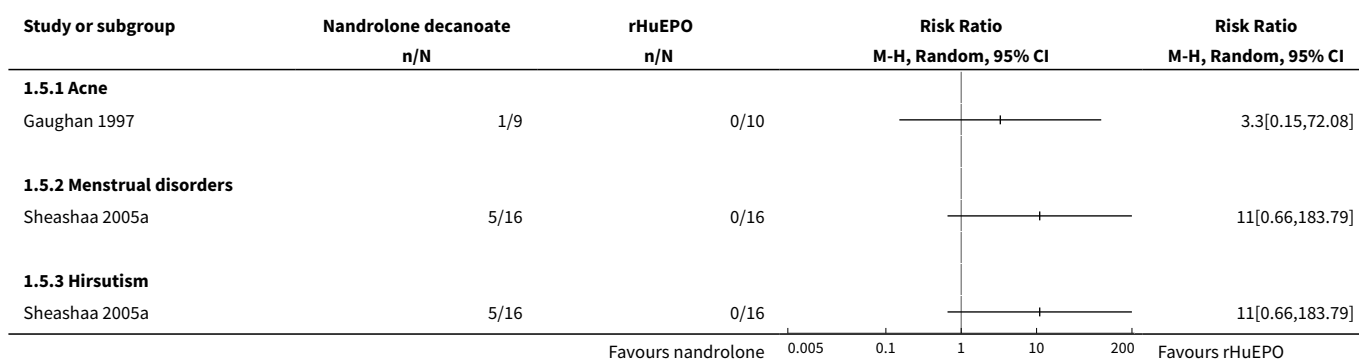 Study or subgroup Nandrolone decanoate rHuEPO Risk Ratio Risk Ratio
n/N n/N M-H, Random, 95% CI M-H, Random, 95% CI
1.5.1 Acne
Gaughan 1997 1/9 0/10 3.3[0.15,72.08]
1.5.2 Menstrual disorders
Sheashaa 2005a 5/16 0/16 11[0.66,183.79]
1.5.3 Hirsutism
Sheashaa 2005a 5/16 0/16 11[0.66,183.79]
Favours nandrolone 0.005 0.1 1 10 200 Favours rHuEPO